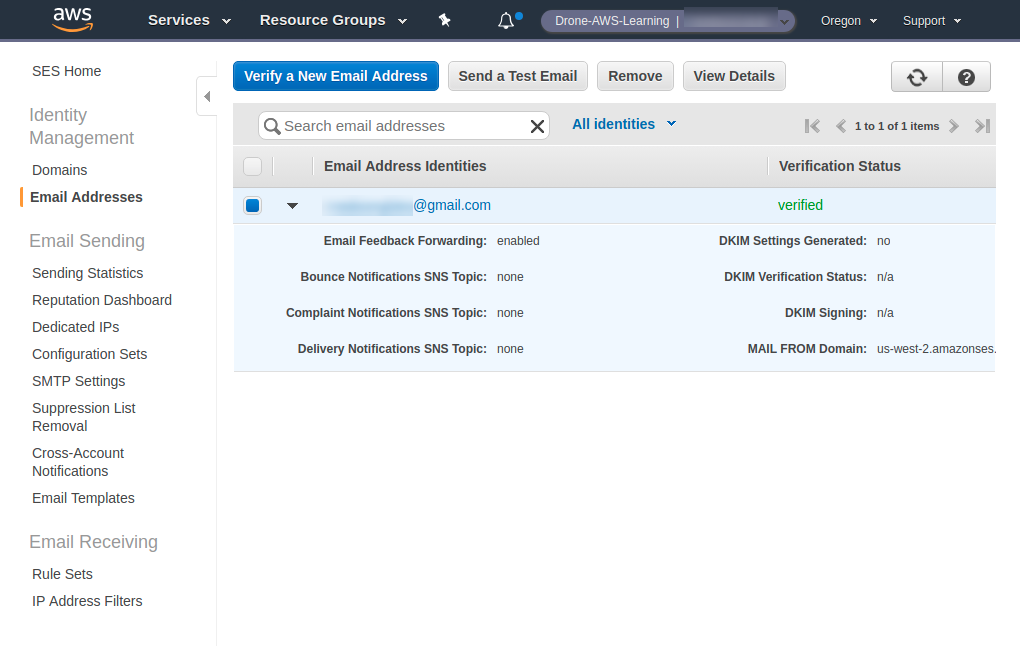 aws Services Resource Groups Drone-AWS-Learning | Oregon Support
SES Home
Identity
Management
Domains
Email Addresses
Email Sending
Sending Statistics
Reputation Dashboard
Dedicated IPs
Configuration Sets
SMTP Settings
Suppression List
Removal
Cross-Account
Notifications
Email Templates
Email Receiving
Rule Sets
IP Address Filters
Verify a New Email Address Send a Test Email Remove View Details
Search email addresses All identities 1 to 1 of 1 items
Email Address Identities Verification Status
@gmail.com verified
Email Feedback Forwarding: enabled DKIM Settings Generated: no
Bounce Notifications SNS Topic: none DKIM Verification Status: n/a
Complaint Notifications SNS Topic: none DKIM Signing: n/a
Delivery Notifications SNS Topic: none MAIL FROM Domain: us-west-2.amazonses.